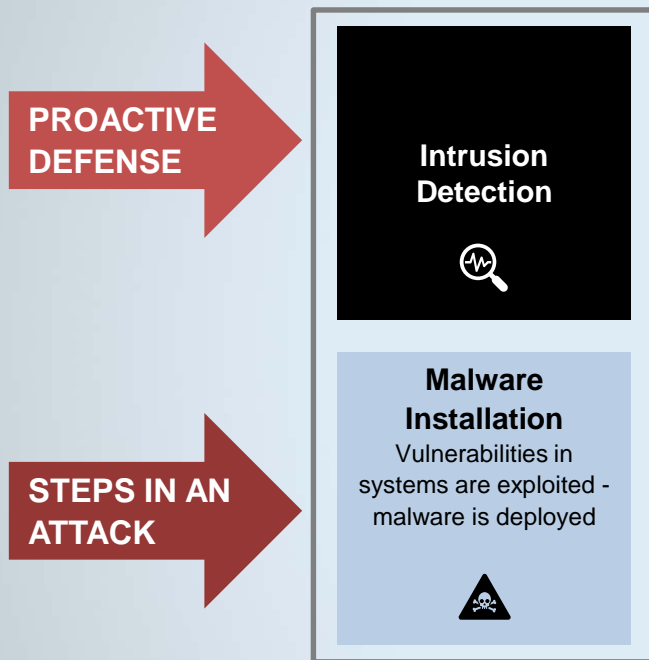 PROACTIVE
DEFENSE
Intrusion
Detection
Malware
Installation
Vulnerabilities in
systems are exploited -
malware is deployed
STEPS IN AN
ATTACK